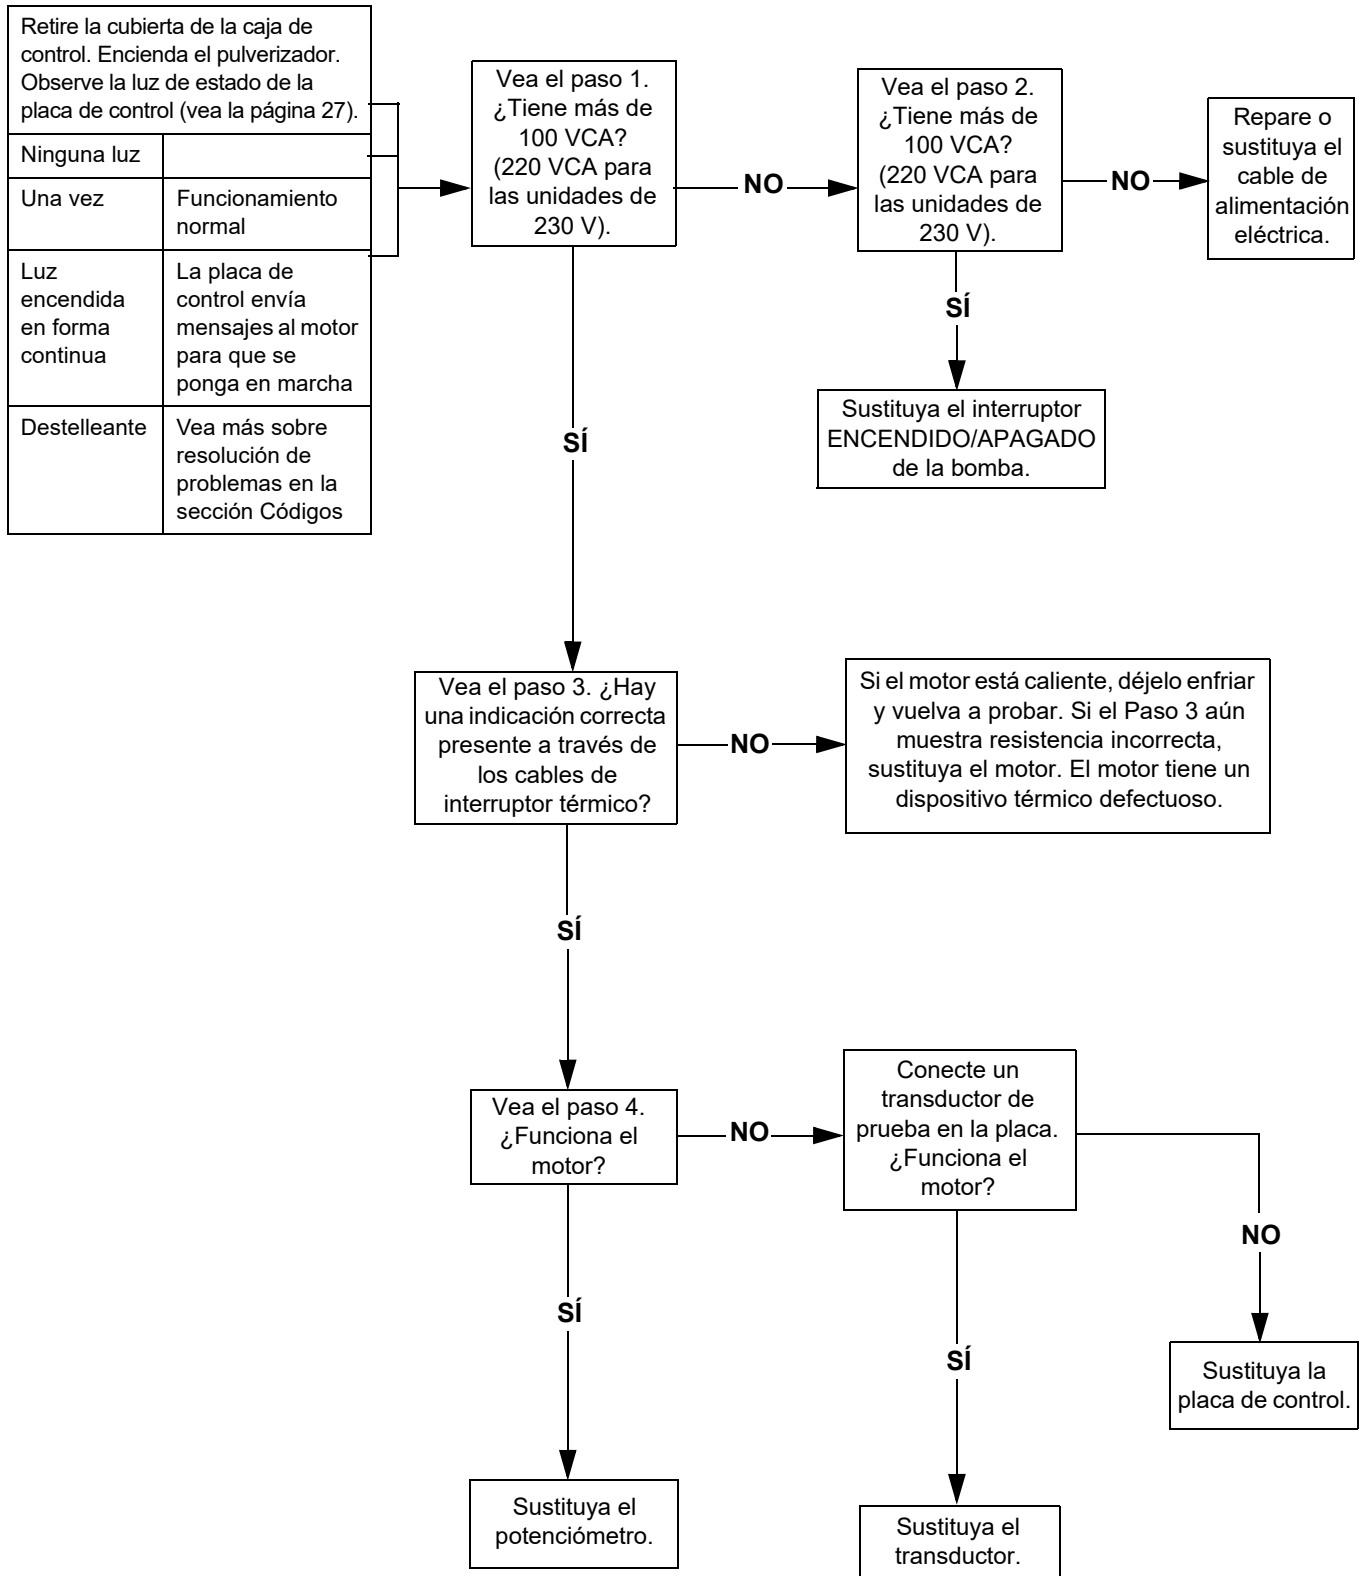 Retire la cubierta de la caja de
control. Encienda el pulverizador.
Observe la luz de estado de la
placa de control (vea la página 27).
Ninguna luz
Una vez
Funcionamiento
normal
Luz
encendida
en forma
continua
La placa de
control envía
mensajes al motor
para que se
ponga en marcha
Destelleante
Vea más sobre
resolución de
problemas en la
sección Códigos
Vea el paso 1.
¿Tiene más de
100 VCA?
(220 VCA para
las unidades de
230 V).
NO
Vea el paso 2.
¿Tiene más de
100 VCA?
(220 VCA para
las unidades de
230 V).
NO
Repare o
sustituya el
cable de
alimentación
eléctrica.
SÍ
Sustituya el interruptor
ENCENDIDO/APAGADO
de la bomba.
SÍ
Vea el paso 3. ¿Hay
una indicación correcta
presente a través de
los cables de
interruptor térmico?
NO
Si el motor está caliente, déjelo enfriar
y vuelva a probar. Si el Paso 3 aún
muestra resistencia incorrecta,
sustituya el motor. El motor tiene un
dispositivo térmico defectuoso.
SÍ
Vea el paso 4.
¿Funciona el
motor?
NO
Conecte un
transductor de
prueba en la placa.
¿Funciona el
motor?
NO
Sustituya la
placa de control.
SÍ
Sustituya el
potenciómetro.
SÍ
Sustituya el
transductor.